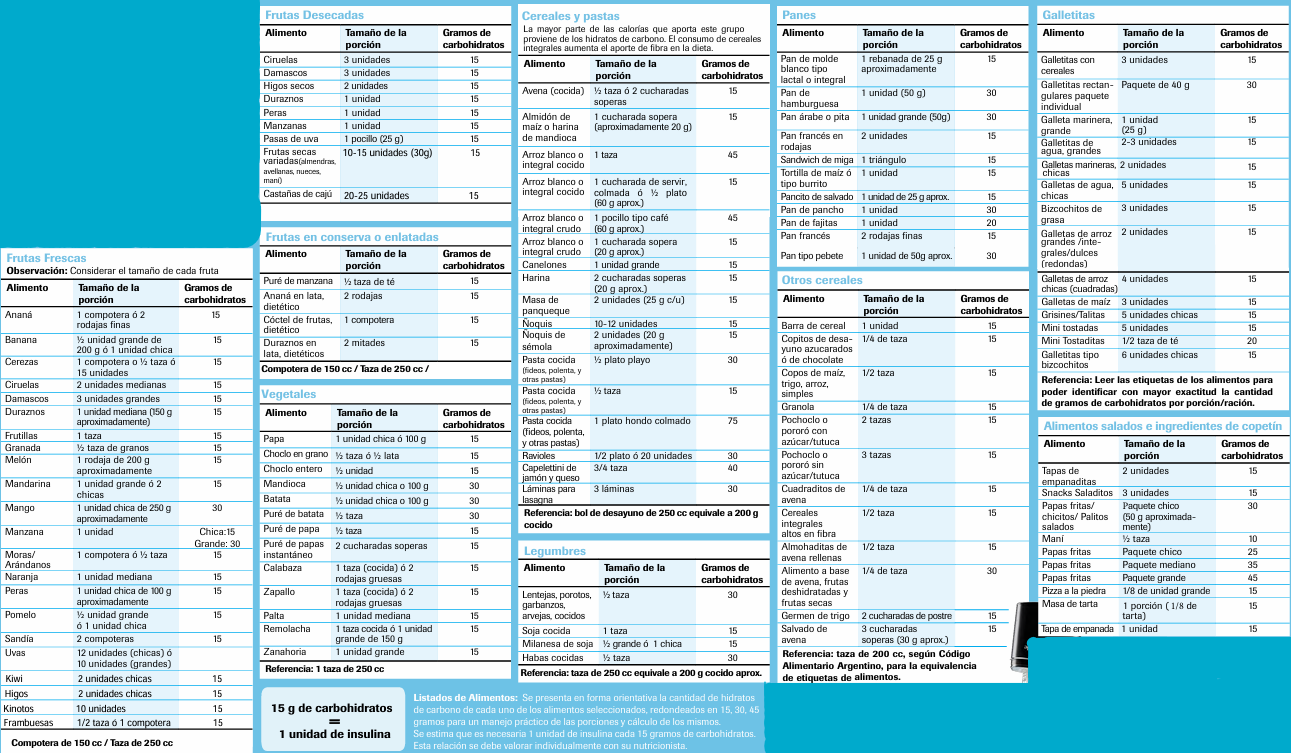 Frutas Desecadas
Alimento Tamaño de la porción Gramos de carbohidratos
Ciruelas 3 unidades 15
Damascos 3 unidades 15
Higos secos 2 unidades 15
Duraznos 1 unidad 15
Peras 1 unidad 15
Manzanas 1 unidad 15
Pasas de uva 1 pocillo (25 g) 15
Frutas secas variadas(almendras, avellanas, nueces, maní) 10-15 unidades (30g) 15
Castañas de cajú 20-25 unidades 15
Frutas en conserva o enlatadas
Alimento Tamaño de la porción Gramos de carbohidratos
Puré de manzana ½ taza de té 15
Ananá en lata, dietético 2 rodajas 15
Cóctel de frutas, dietético 1 compotera 15
Duraznos en lata, dietéticos 2 mitades 15
Compotera de 150 cc / Taza de 250 cc /
Vegetales
Alimento Tamaño de la porción Gramos de carbohidratos
Papa 1 unidad chica ó 100 g 15
Choclo en grano ½ taza ó ½ lata 15
Choclo entero ½ unidad 15
Mandioca ½ unidad chica o 100 g 30
Batata ½ unidad chica o 100 g 30
Puré de batata ½ taza 30
Puré de papa ½ taza 15
Puré de papas instantáneo 2 cucharadas soperas 15
Calabaza 1 taza (cocida) ó 2 rodajas gruesas 15
Zapallo 1 taza (cocida) ó 2 rodajas gruesas 15
Palta 1 unidad mediana 15
Remolacha 1 taza cocida ó 1 unidad grande de 150 g 15
Zanahoria 1 unidad grande 15
Referencia: 1 taza de 250 cc
Frutas Frescas
Observación: Considerar el tamaño de cada fruta
Alimento Tamaño de la porción Gramos de carbohidratos
Ananá 1 compotera ó 2 rodajas finas 15
Banana ½ unidad grande de 200 g ó 1 unidad chica 15
Cerezas 1 compotera o ½ taza ó 15 unidades 15
Ciruelas 2 unidades medianas 15
Damascos 3 unidades grandes 15
Duraznos 1 unidad mediana (150 g aproximadamente) 15
Frutillas 1 taza 15
Granada ½ taza de granos 15
Melón 1 rodaja de 200 g aproximadamente 15
Mandarina 1 unidad grande ó 2 chicas 15
Mango 1 unidad chica de 250 g aproximadamente 30
Manzana 1 unidad Chica:15 Grande: 30
Moras/ Arándanos 1 compotera ó ½ taza 15
Naranja 1 unidad mediana 15
Peras 1 unidad chica de 100 g aproximadamente 15
Pomelo ½ unidad grande ó 1 unidad chica 15
Sandía 2 compoteras 15
Uvas 12 unidades (chicas) ó 10 unidades (grandes) 15
Kiwi 2 unidades chicas 15
Higos 2 unidades chicas 15
Kinotos 10 unidades 15
Frambuesas 1/2 taza ó 1 compotera 15
Compotera de 150 cc / Taza de 250 cc
Cereales y pastas
La mayor parte de las calorías que aporta este grupo
proviene de los hidratos de carbono. El consumo de cereales
integrales aumenta el aporte de fibra en la dieta.
Alimento Tamaño de la porción Gramos de carbohidratos
Avena (cocida) ½ taza ó 2 cucharadas soperas 15
Almidón de maíz o harina de mandioca 1 cucharada sopera (aproximadamente 20 g) 15
Arroz blanco o integral cocido 1 taza 45
Arroz blanco o integral cocido 1 cucharada de servir, colmada ó ½ plato (60 g aprox.) 15
Arroz blanco o integral crudo 1 pocillo tipo café (60 g aprox.) 45
Arroz blanco o integral crudo 1 cucharada sopera (20 g aprox.) 15
Canelones 1 unidad grande 15
Harina 2 cucharadas soperas (20 g aprox.) 15
Masa de panqueque 2 unidades (25 g c/u) 15
Ñoquis 10-12 unidades 15
Ñoquis de sémola 2 unidades (20 g aproximadamente) 15
Pasta cocida (fideos, polenta, y otras pastas) ½ plato playo 30
Pasta cocida (fideos, polenta, y otras pastas) ½ taza 15
Pasta cocida (fideos, polenta, y otras pastas) 1 plato hondo colmado 75
Ravioles 1/2 plato ó 20 unidades 30
Capelettini de jamón y queso 3/4 taza 40
Láminas para lasagna 3 láminas 30
Referencia: bol de desayuno de 250 cc equivale a 200 g
cocido
Legumbres
Alimento Tamaño de la porción Gramos de carbohidratos
Lentejas, porotos, garbanzos, arvejas, cocidos ½ taza 30
Soja cocida 1 taza 15
Milanesa de soja ½ grande ó 1 chica 15
Habas cocidas ½ taza 30
Referencia: taza de 250 cc equivale a 200 g cocido aprox.
Panes
Alimento Tamaño de la porción Gramos de carbohidratos
Pan de molde blanco tipo lactal o integral 1 rebanada de 25 g aproximadamente 15
Pan de hamburguesa 1 unidad (50 g) 30
Pan árabe o pita 1 unidad grande (50g) 30
Pan francés en rodajas 2 unidades 15
Sandwich de miga 1 triángulo 15
Tortilla de maíz ó tipo burrito 1 unidad 15
Pancito de salvado 1 unidad de 25 g aprox. 15
Pan de pancho 1 unidad 30
Pan de fajitas 1 unidad 20
Pan francés 2 rodajas finas 15
Pan tipo pebete 1 unidad de 50g aprox. 30
Otros cereales
Alimento Tamaño de la porción Gramos de carbohidratos
Barra de cereal 1 unidad 15
Copitos de desa-yuno azucarados ó de chocolate 1/4 de taza 15
Copos de maíz, trigo, arroz, simples 1/2 taza 15
Granola 1/4 de taza 15
Pochoclo o pororó con azúcar/tutuca 2 tazas 15
Pochoclo o pororó sin azúcar/tutuca 3 tazas 15
Cuadraditos de avena 1/4 de taza 15
Cereales integrales altos en fibra 1/2 taza 15
Almohaditas de avena rellenas 1/2 taza 15
Alimento a base de avena, frutas deshidratadas y frutas secas 1/4 de taza 30
Germen de trigo 2 cucharadas de postre 15
Salvado de avena 3 cucharadas soperas (30 g aprox.) 15
Referencia: taza de 200 cc, según Código
Alimentario Argentino, para la equivalencia
de etiquetas de alimentos.
Galletitas
Alimento Tamaño de la porción Gramos de carbohidratos
Galletitas con cereales 3 unidades 15
Galletitas rectan-gulares paquete individual Paquete de 40 g 30
Galleta marinera, grande 1 unidad (25 g) 15
Galletitas de agua, grandes 2-3 unidades 15
Galletas marineras, chicas 2 unidades 15
Galletas de agua, chicas 5 unidades 15
Bizcochitos de grasa 3 unidades 15
Galletas de arroz grandes /inte-grales/dulces (redondas) 2 unidades 15
Galletas de arroz chicas (cuadradas) 4 unidades 15
Galletas de maíz 3 unidades 15
Grisines/Talitas 5 unidades chicas 15
Mini tostadas 5 unidades 15
Mini Tostaditas 1/2 taza de té 20
Galletitas tipo bizcochitos 6 unidades chicas 15
Referencia: Leer las etiquetas de los alimentos para
poder identificar con mayor exactitud la cantidad
de gramos de carbohidratos por porción/ración.
Alimentos salados e ingredientes de copetín
Alimento Tamaño de la porción Gramos de carbohidratos
Tapas de empanaditas 2 unidades 15
Snacks Saladitos 3 unidades 15
Papas fritas/ chicitos/ Palitos salados Paquete chico (50 g aproximada-mente) 30
Maní ½ taza 10
Papas fritas Paquete chico 25
Papas fritas Paquete mediano 35
Papas fritas Paquete grande 45
Pizza a la piedra 1/8 de unidad grande 15
Masa de tarta 1 porción ( 1/8 de tarta) 15
Tapa de empanada 1 unidad 15
15 g de carbohidratos
=
1 unidad de insulina
Listados de Alimentos: Se presenta en forma orientativa la cantidad de hidratos
de carbono de cada uno de los alimentos seleccionados, redondeados en 15, 30, 45
gramos para un manejo práctico de las porciones y cálculo de los mismos.
Se estima que es necesaria 1 unidad de insulina cada 15 gramos de carbohidratos.
Esta relación se debe valorar individualmente con su nutricionista.